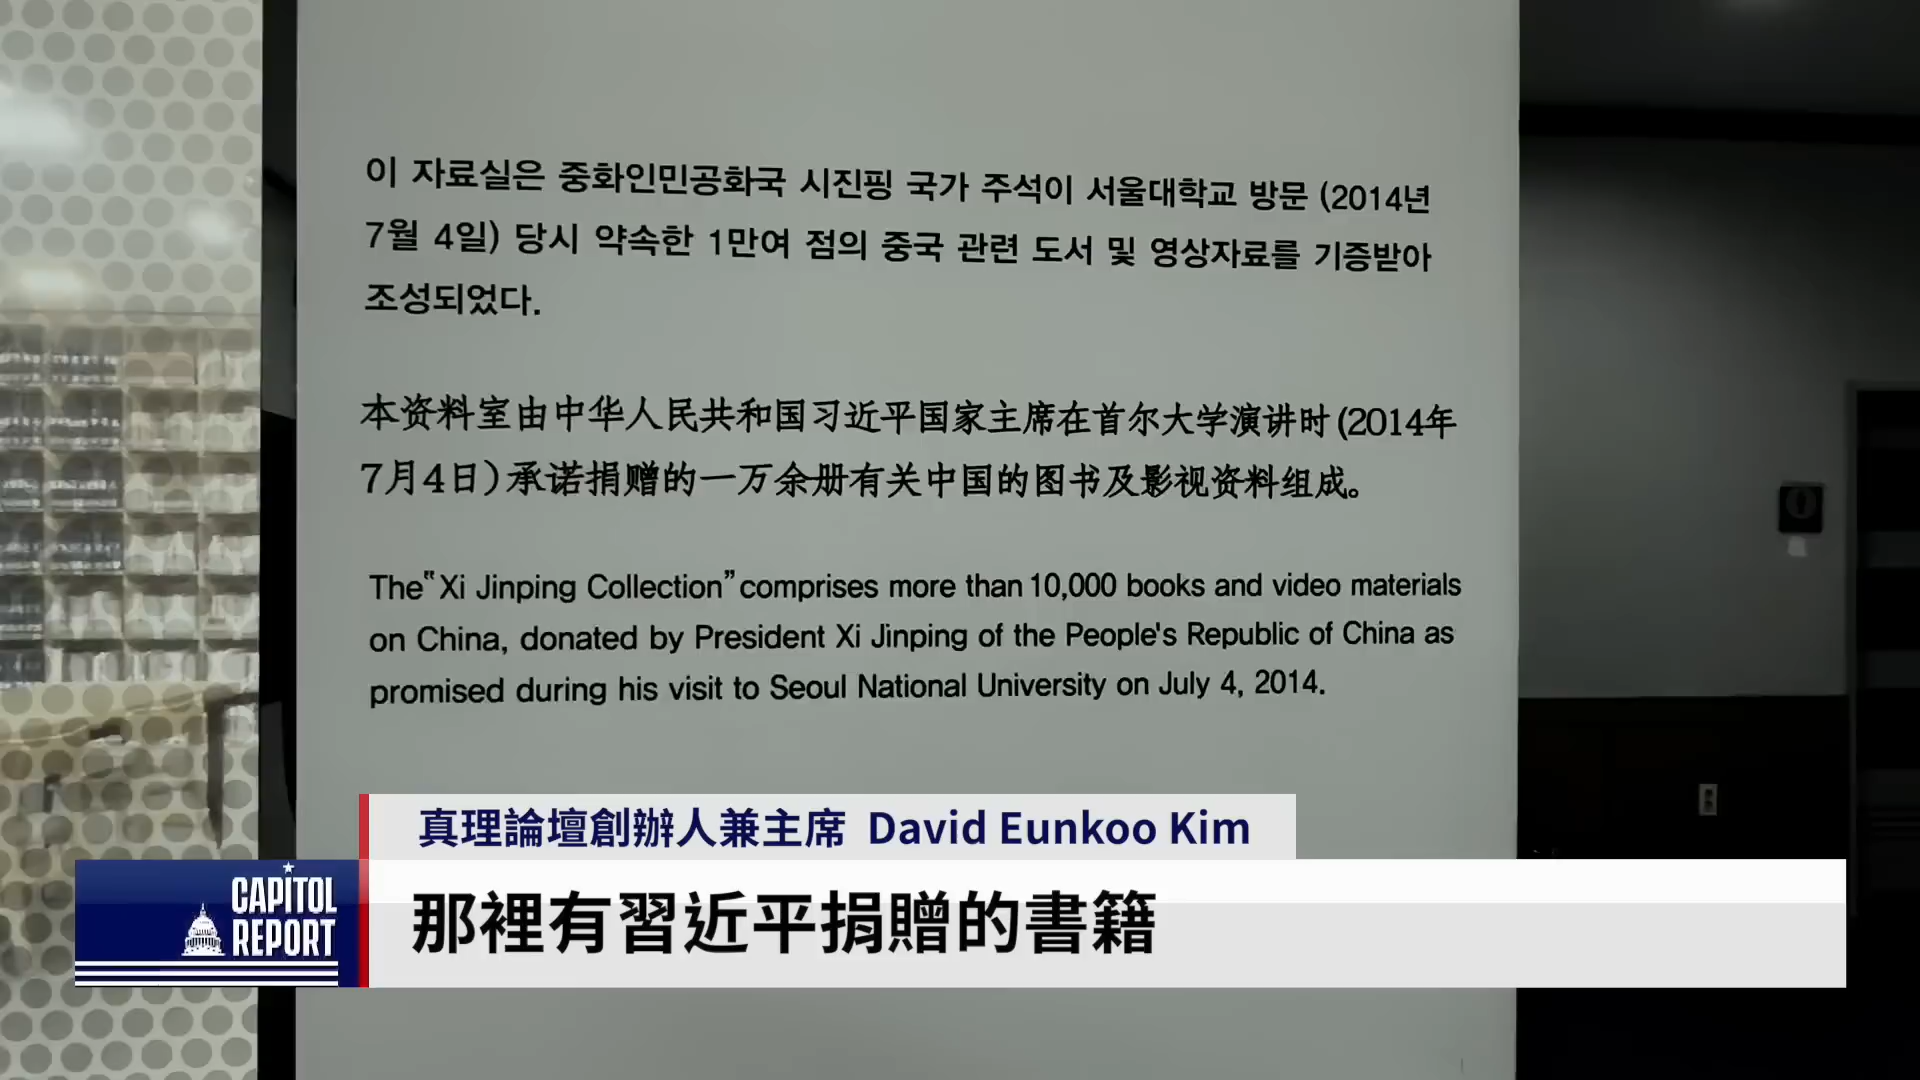 이 자료실은 중화인민공화국 시진핑 국가 주석이 서울대학교 방문 (2014년
7월 4일) 당시 약속한 1만여 점의 중국 관련 도서 및 영상자료를 기증받아
조성되었다.
本资料室由中华人民共和国习近平国家主席在首尔大学演讲时(2014年
7月4日)承诺捐赠的一万余册有关中国的图书及影视资料组成。
The "Xi Jinping Collection" comprises more than 10,000 books and video materials
on China, donated by President Xi Jinping of the People's Republic of China as
promised during his visit to Seoul National University on July 4, 2014.
真理論壇創辦人兼主席 David Eunkoo Kim
CAPITOL
REPORT
那裡有習近平捐贈的書籍